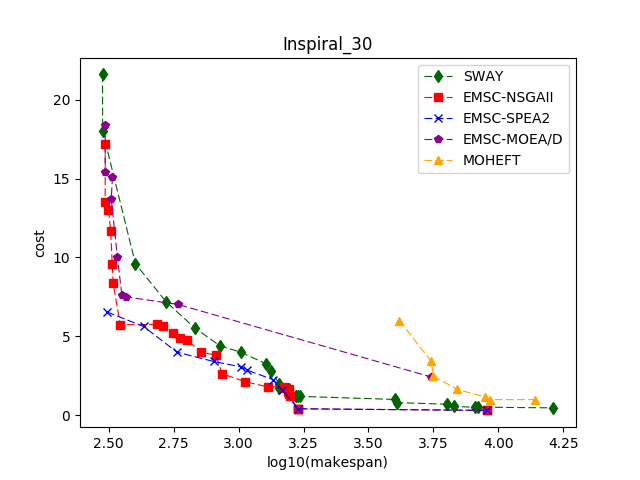 Inspiral_30
SWAY
EMSC-NSGAII
EMSC-SPEA2
EMSC-MOEA/D
MOHEFT
cost
20
15
10
5
0
2.50 2.75 3.00 3.25 3.50 3.75 4.00 4.25
log10(makespan)